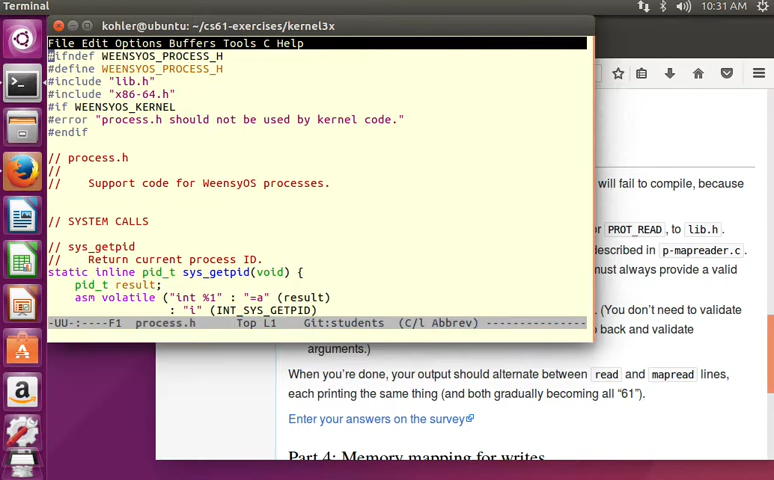 Terminal
10:31 AM
kohler@ubuntu: ~/cs61-exercises/kernel3x
File Edit Options Buffers Tools C Help
#ifndef WEENSYOS_PROCESS_H
#define WEENSYOS_PROCESS_H
#include "lib.h"
#include "x86-64.h"
#if WEENSYOS_KERNEL
#error "process.h should not be used by kernel code."
#endif
// process.h
//
// Support code for WeensyOS processes.
// SYSTEM CALLS
// sys_getpid
// Return current process ID.
static inline pid_t sys_getpid(void) {
pid_t result;
asm volatile ("int %1" : "=a" (result)
: "i" (INT_SYS_GETPID)
-UU-:----F1 process.h Top L1 Git:students (C/l Abbrev) ---------------
will fail to compile, because
or PROT_READ, to lib.h.
described in p-mapreader.c.
must always provide a valid
. (You don't need to validate
back and validate
arguments.)
When you're done, your output should alternate between read and mapread lines,
each printing the same thing (and both gradually becoming all “61”).
Enter your answers on the survey
Part 4: Memory mapping for writes